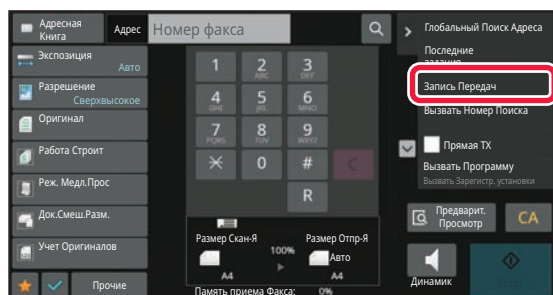 Адресная
Книга
Адрес
Номер факса
Экспозиция
Авто
Разрешение
Сверхвысокое
Оригинал
Работа Строит
Реж. Медл.Прос
Док.Смеш.Разм.
Учет Оригиналов
Прочие
1
2
ABC
3
DEF
4
GHI
5
JKL
6
MNO
7
PQRS
8
TUV
9
WXYZ
0
#
C
R
Размер Скан-Я
100%
Размер Отпр-Я
Авто
A4
A4
Память приема Факса: 0%
Глобальный Поиск Адреса
Последние
задания
Запись Передач
Вызвать Номер Поиска
Прямая TX
Вызвать Программу
Вызвать Зарегистр. установки
Предварит.
Просмотр
CA
Динамик
Старт